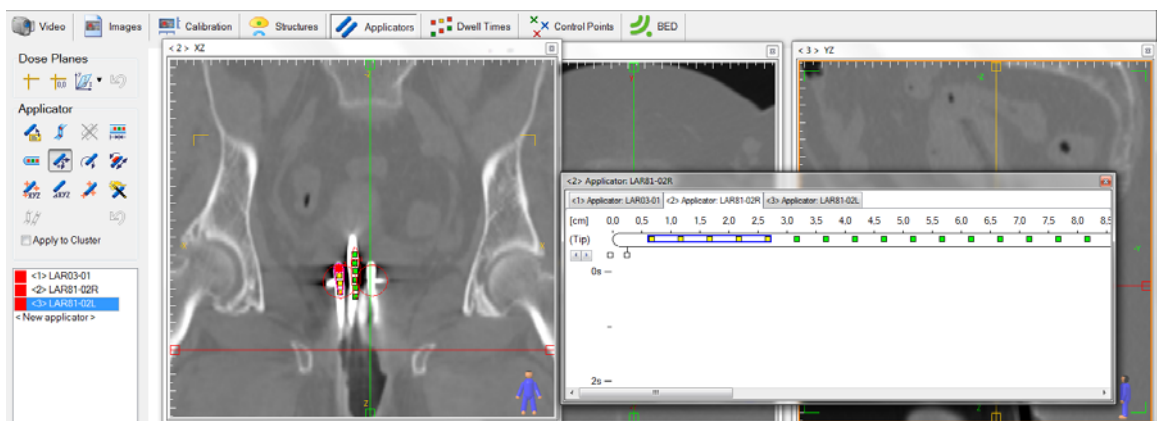 Video Images Calibration Structures Applicators Dwell Times Control Points BED
Dose Planes
Applicator
Apply to Cluster
<1> LAR03-01
<2> LAR81-02R
<3> LAR81-02L
< New applicator >
< 2 > XZ
< 3 > YZ
<2> Applicator: LAR81-02R
<1> Applicator: LAR03-01 <2> Applicator: LAR81-02R <3> Applicator: LAR81-02L
[cm] 0.0 0.5 1.0 1.5 2.0 2.5 3.0 3.5 4.0 4.5 5.0 5.5 6.0 6.5 7.0 7.5 8.0 8.5
(Tip)
0s
2s
-Z
Z
-Z
-Y